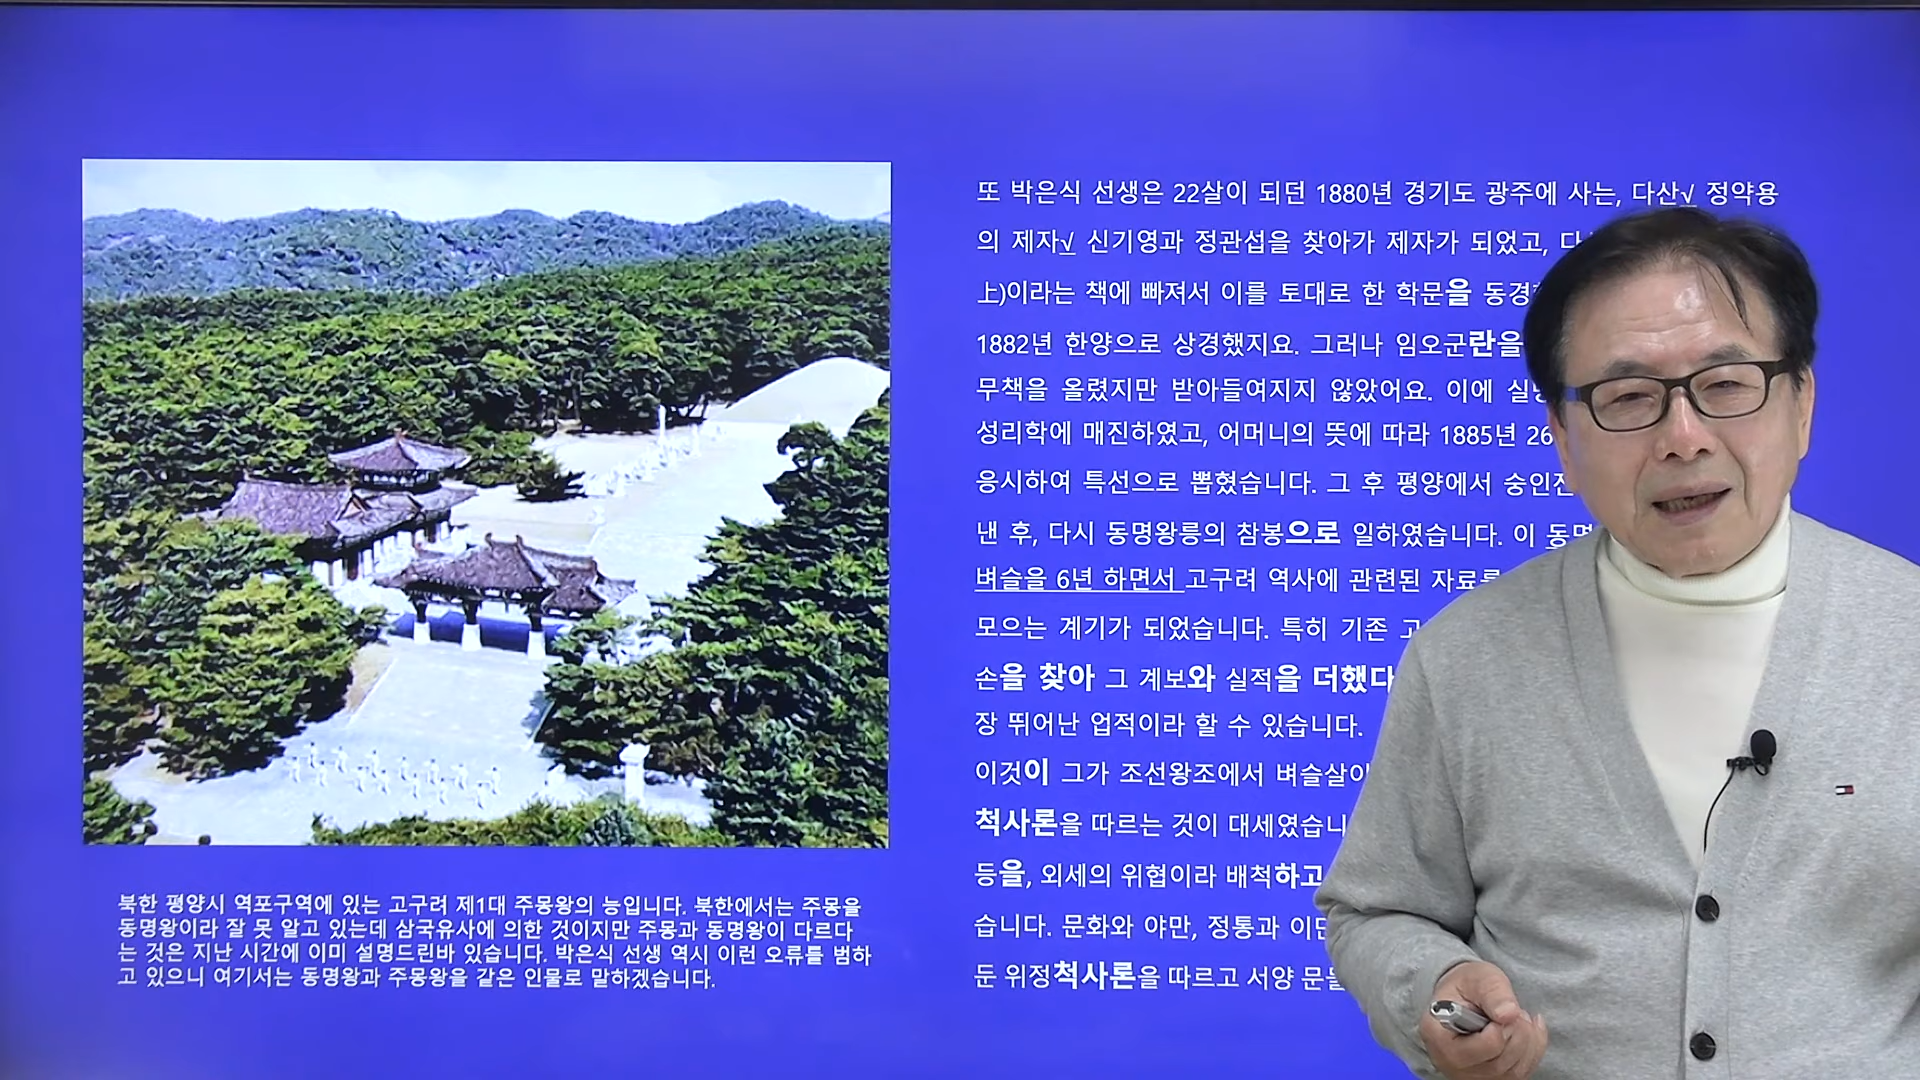 또 박은식 선생은 22살이 되던 1880년 경기도 광주에 사는, 다산√ 정약용
의 제자√ 신기영과 정관섭을 찾아가 제자가 되었고,
上)이라는 책에 빠져서 이를 토대로 한 학문을
1882년 한양으로 상경했지요. 그러나 임오군란을
무책을 올렸지만 받아들여지지 않았어요. 이에
성리학에 매진하였고, 어머니의 뜻에 따라 1885년 26
응시하여 특선으로 뽑혔습니다. 그 후 평양에서
낸 후, 다시 동명왕릉의 참봉으로 일하였습니다. 이
벼슬을 6년 하면서 고구려 역사에 관련된 자료를
모으는 계기가 되었습니다. 특히 기존
손을 찾아 그 계보와 실적을 더했다
장 뛰어난 업적이라 할 수 있습니다.
이것이 그가 조선왕조에서 벼슬살이
척사론을 따르는 것이 대세였습니
등을, 외세의 위협이라 배척하고
습니다. 문화와 야만, 정통과
둔 위정척사론을 따르고 서양
북한 평양시 역포구역에 있는 고구려 제1대 주몽왕의 능입니다. 북한에서는 주몽을
동명왕이라 잘 못 알고 있는데 삼국유사에 의한 것이지만 주몽과 동명왕이 다르다
는 것은 지난 시간에 이미 설명드린바 있습니다. 박은식 선생 역시 이런 오류를 범하
고 있으니 여기서는 동명왕과 주몽왕을 같은 인물로 말하겠습니다.